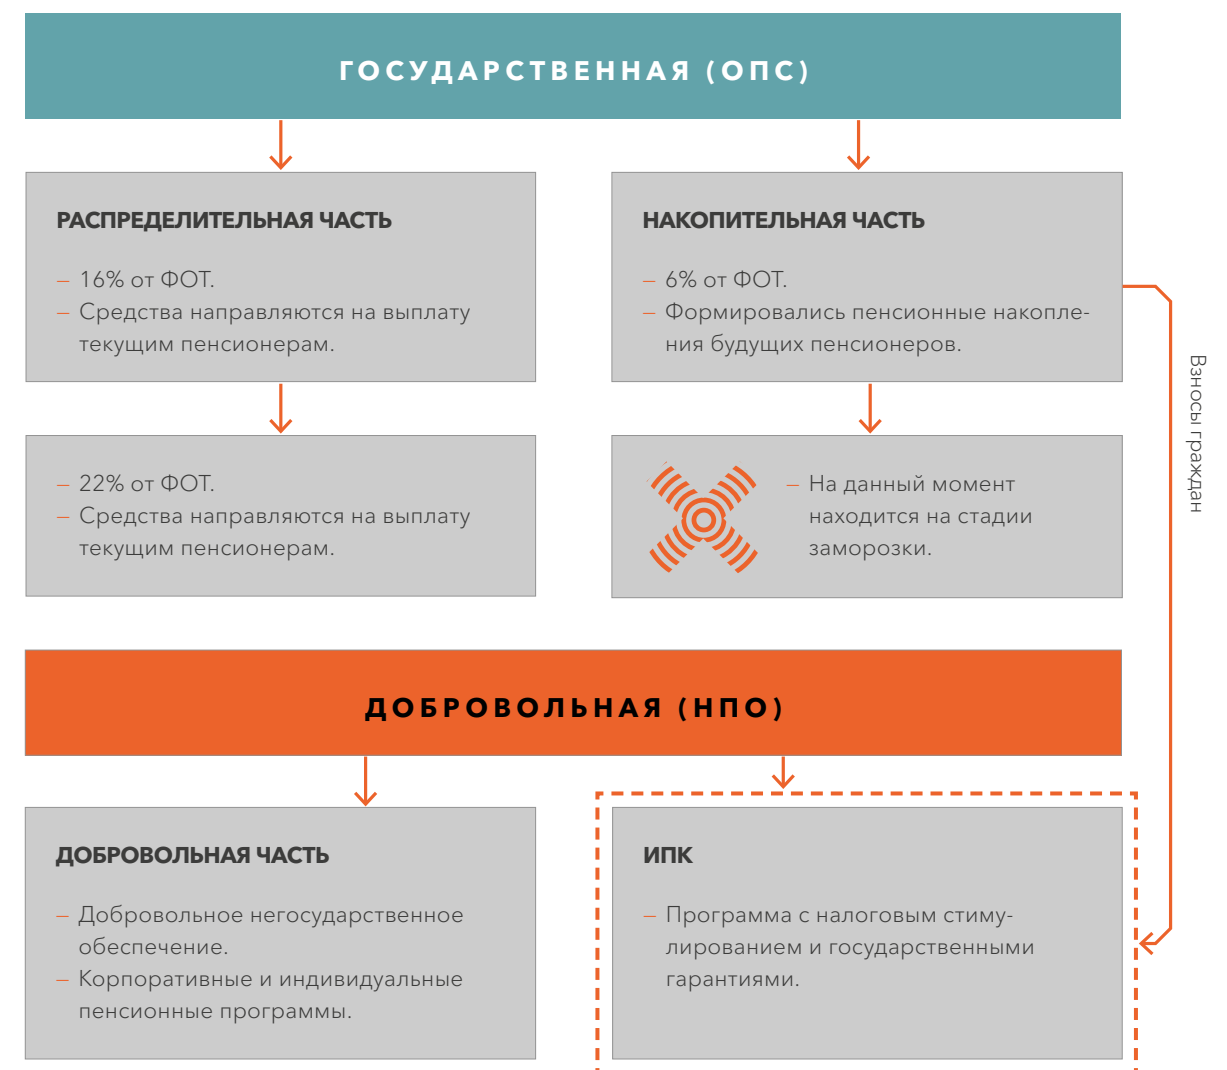 ГОСУДАРСТВЕННАЯ (ОПС)
РАСПРЕДЕЛИТЕЛЬНАЯ ЧАСТЬ
– 16% от ФОТ.
– Средства направляются на выплату
текущим пенсионерам.
НАКОПИТЕЛЬНАЯ ЧАСТЬ
– 6% от ФОТ.
– Формировались пенсионные накопле-
ния будущих пенсионеров.
Взносы граждан
– 22% от ФОТ.
– Средства направляются на выплату
текущим пенсионерам.
– На данный момент
находится на стадии
заморозки.
ДОБРОВОЛЬНАЯ (НПО)
ДОБРОВОЛЬНАЯ ЧАСТЬ
– Добровольное негосударственное
обеспечение.
– Корпоративные и индивидуальные
пенсионные программы.
ИПК
– Программа с налоговым стиму-
лированием и государственными
гарантиями.